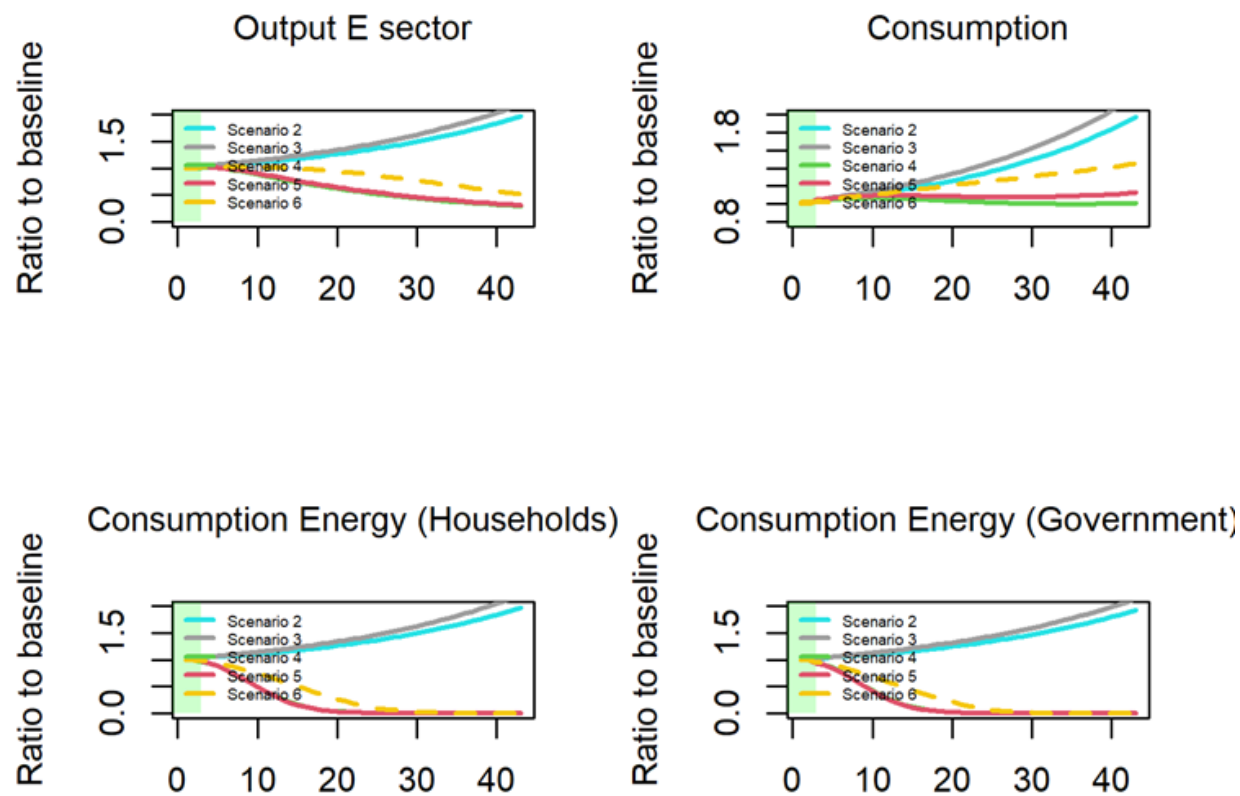 Output E sector
Ratio to baseline
1.5
0.0
Scenario 2
Scenario 3
Scenario 4
Scenario 5
Scenario 6
0 10 20 30 40
Consumption
Ratio to baseline
1.8
0.8
Scenario 2
Scenario 3
Scenario 4
Scenario 5
Scenario 6
0 10 20 30 40
Consumption Energy (Households)
Ratio to baseline
1.5
0.0
Scenario 2
Scenario 3
Scenario 4
Scenario 5
Scenario 6
0 10 20 30 40
Consumption Energy (Government)
Ratio to baseline
1.5
0.0
Scenario 2
Scenario 3
Scenario 4
Scenario 5
Scenario 6
0 10 20 30 40